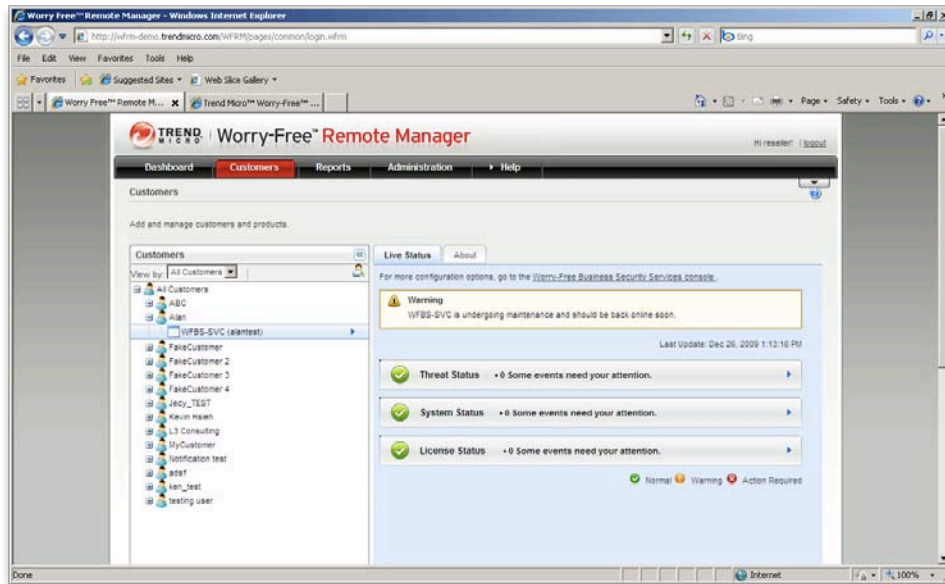 Worry Free™ Remote Manager - Windows Internet Explorer
http://wfrm-demo.trendmicro.com/WFRM/pages/common/login.wfrm
Bing
File Edit View Favorites Tools Help
Favorites Suggested Sites Web Slice Gallery
Worry Free™ Remote M... X Trend Micro™ Worry-Free™ ...
Page Safety Tools
TREND MICRO Worry-Free™ Remote Manager
Hi reseller! | logout
Dashboard Customers Reports Administration Help
Customers
Add and manage customers and products.
Customers
View by: All Customers
All Customers
ABC
Alan
WFBS-SVC (alantest)
FakeCustomer
FakeCustomer 2
FakeCustomer 3
FakeCustomer 4
Jecy_TEST
Kevin Hsieh
L3 Consulting
MyCustomer
Notification test
adsf
ken_test
testing user
Live Status About
For more configuration options, go to the Worry-Free Business Security Services console.
Warning
WFBS-SVC is undergoing maintenance and should be back online soon.
Last Update: Dec 26, 2009 1:13:16 PM
Threat Status • 0 Some events need your attention.
System Status • 0 Some events need your attention.
License Status • 0 Some events need your attention.
Normal Warning Action Required
Done Internet 100%